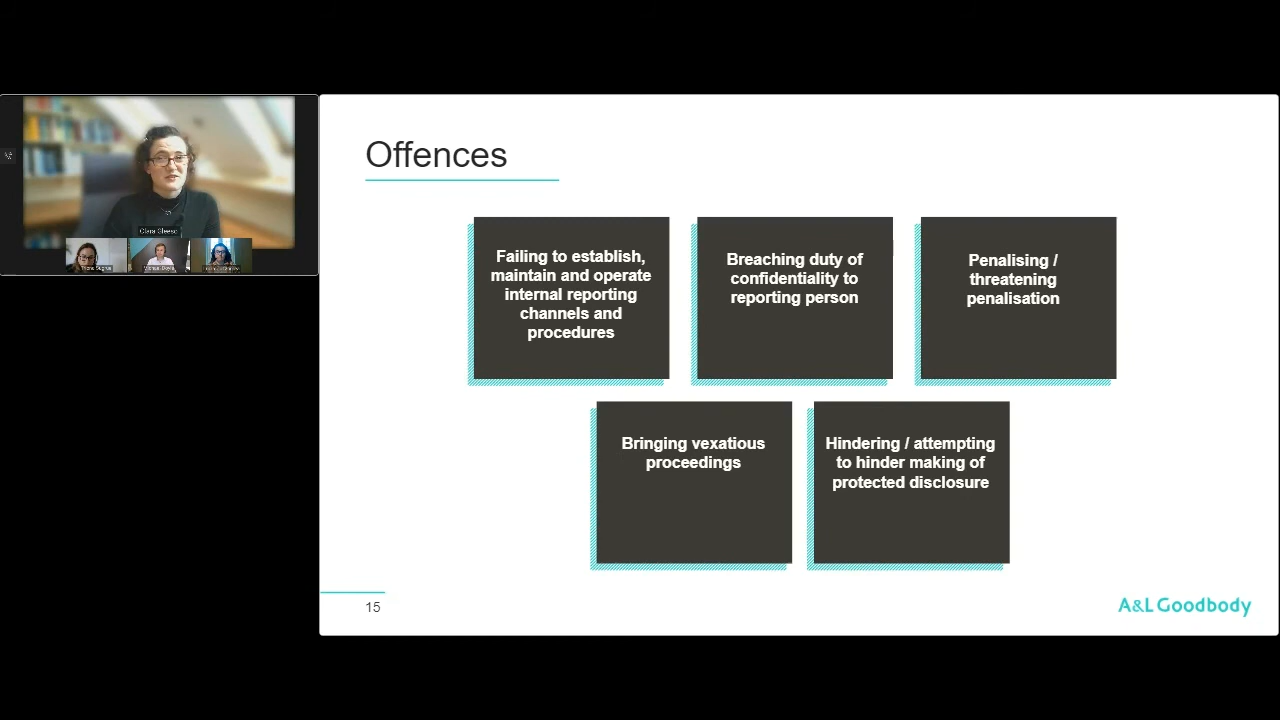 Offences
Failing to establish,
maintain and operate
internal reporting
channels and
procedures
Breaching duty of
confidentiality to
reporting person
Penalising /
threatening
penalisation
Bringing vexatious
proceedings
Hindering / attempting
to hinder making of
protected disclosure
15
A&L Goodbody